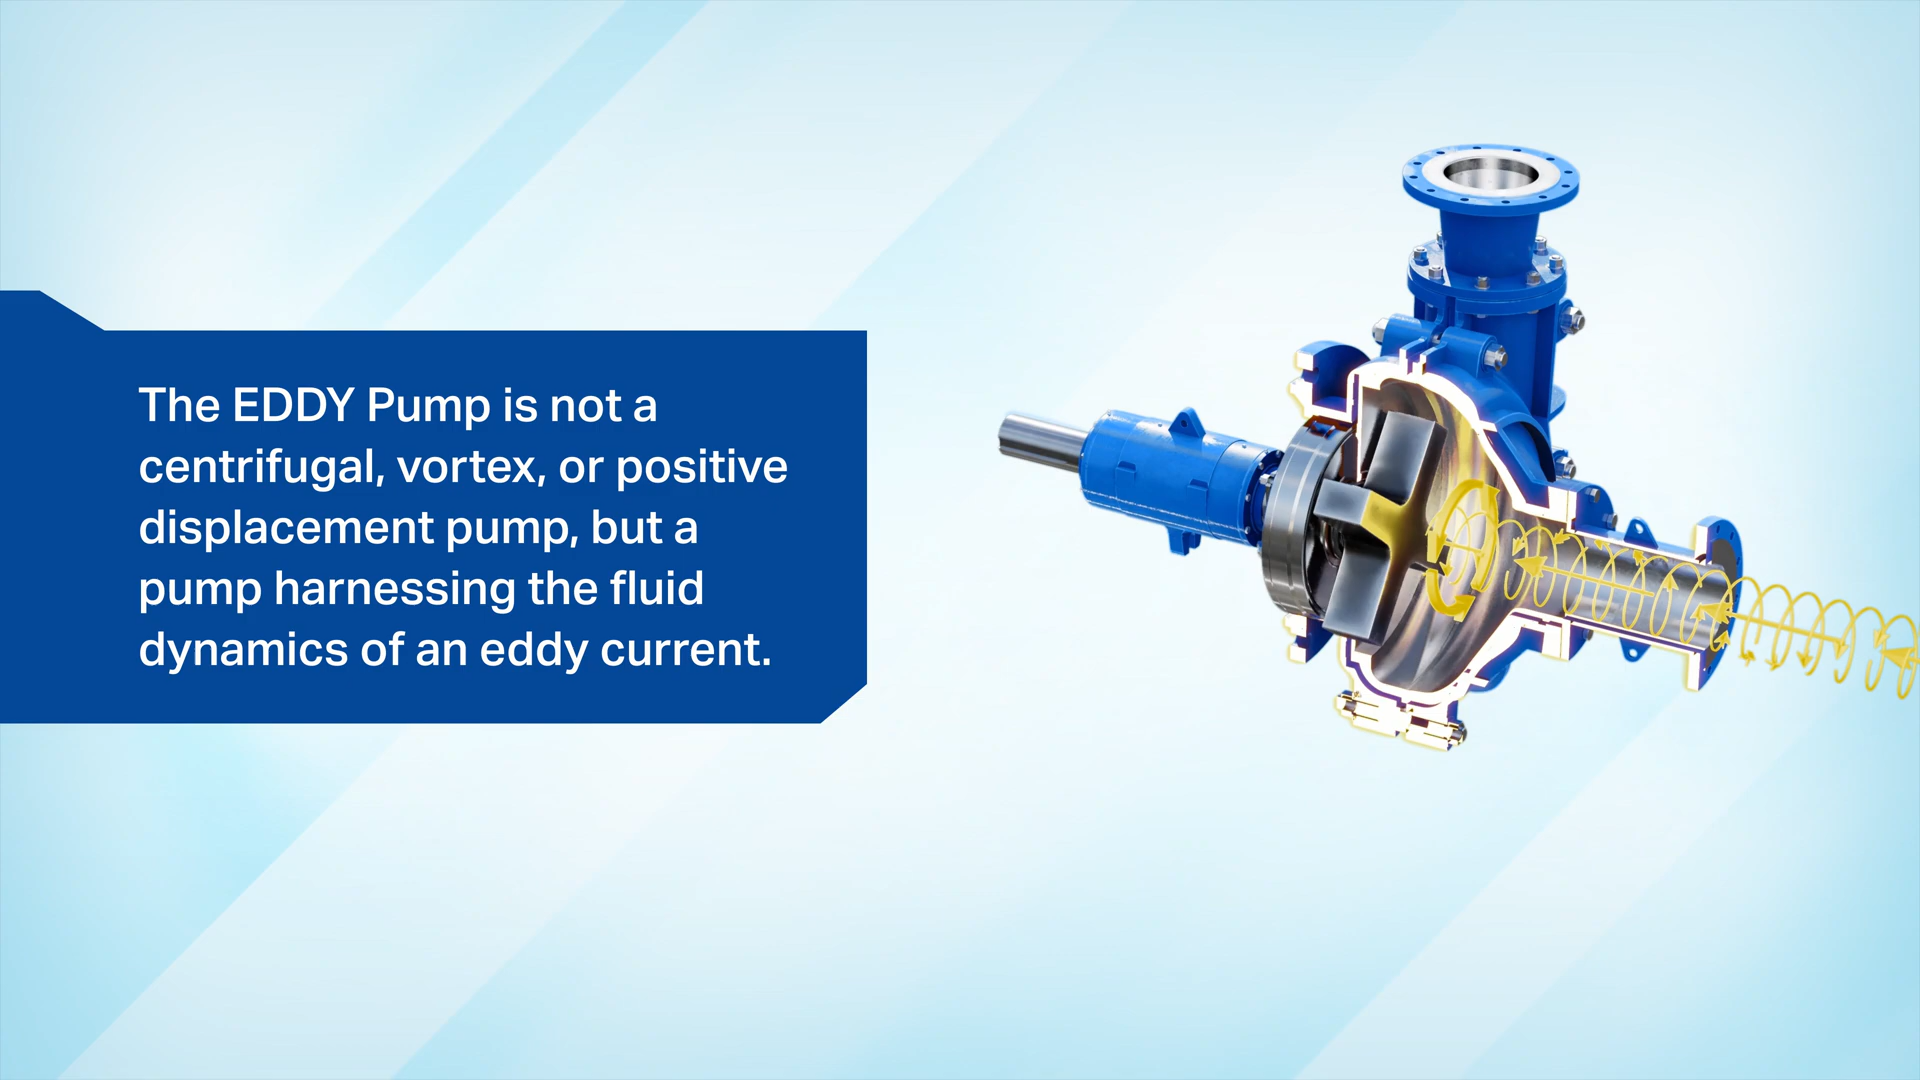 The EDDY Pump is not a
centrifugal, vortex, or positive
displacement pump, but a
pump harnessing the fluid
dynamics of an eddy current.